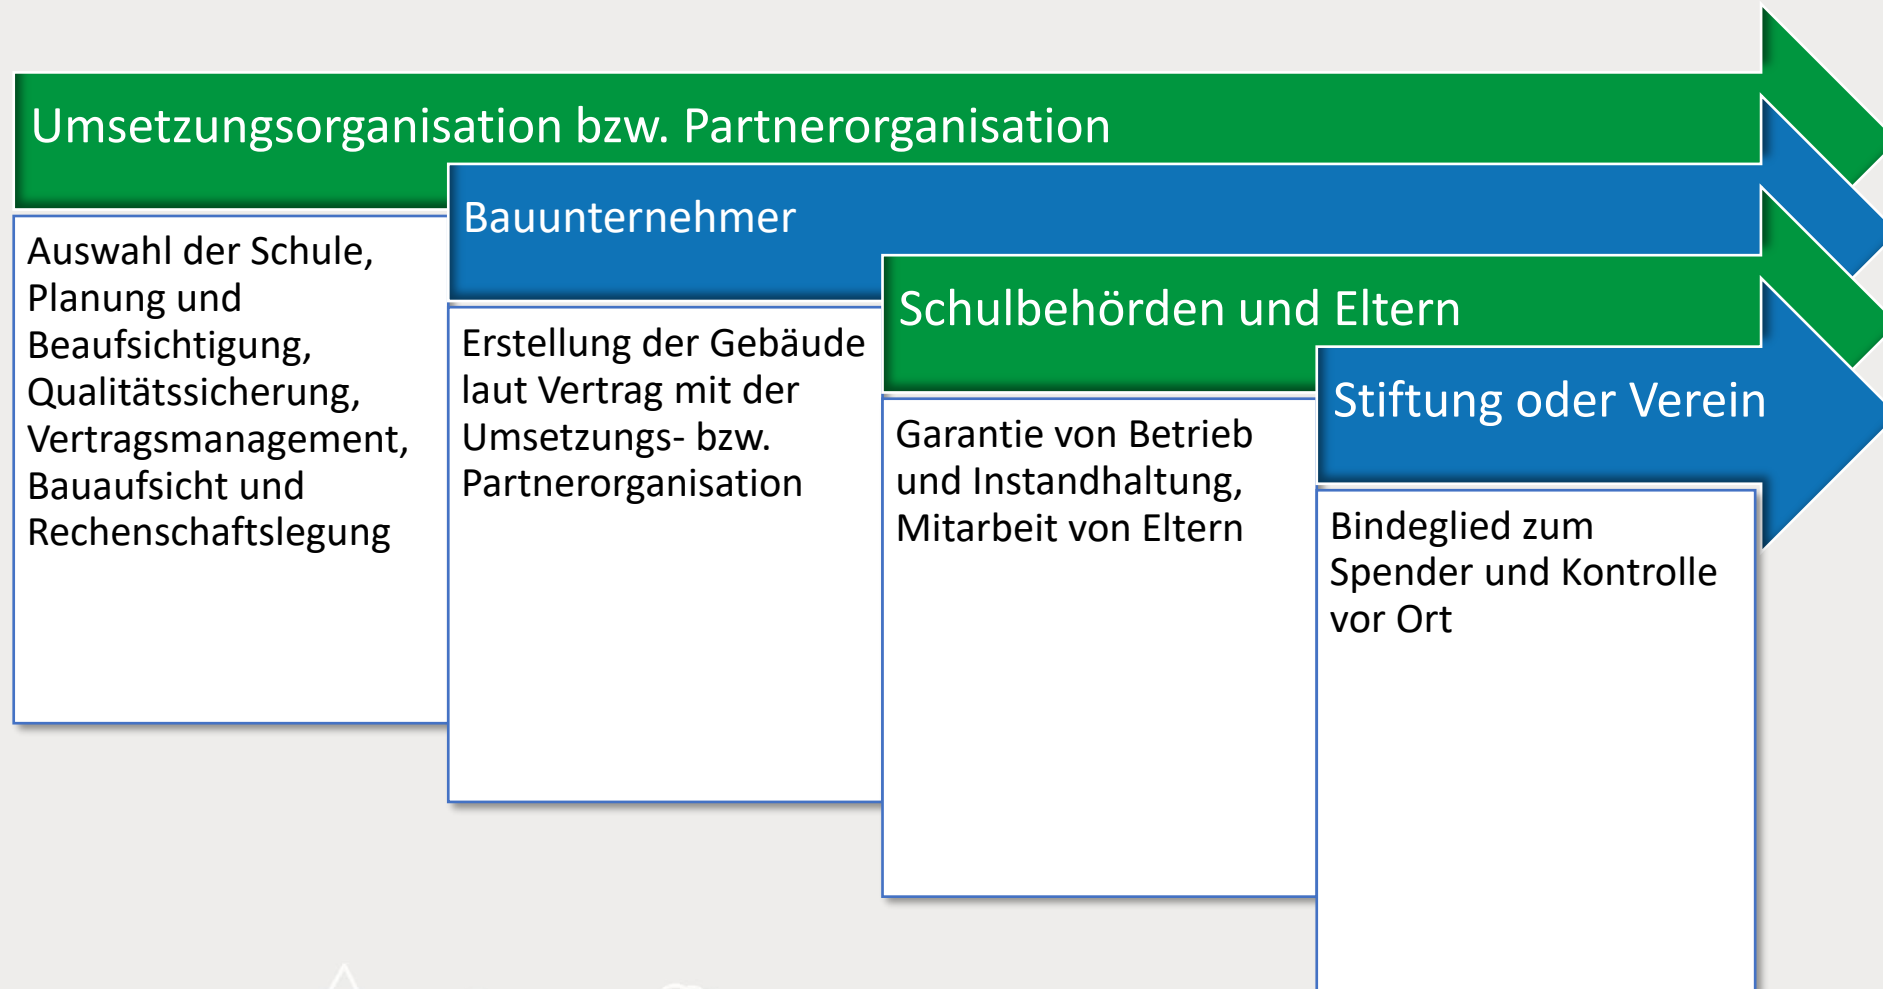 Umsetzungsorganisation bzw. Partnerorganisation
Auswahl der Schule,
Planung und
Beaufsichtigung,
Qualitätssicherung,
Vertragsmanagement,
Bauaufsicht und
Rechenschaftslegung
Bauunternehmer
Erstellung der Gebäude
laut Vertrag mit der
Umsetzungs- bzw.
Partnerorganisation
Schulbehörden und Eltern
Garantie von Betrieb
und Instandhaltung,
Mitarbeit von Eltern
Stiftung oder Verein
Bindeglied zum
Spender und Kontrolle
vor Ort